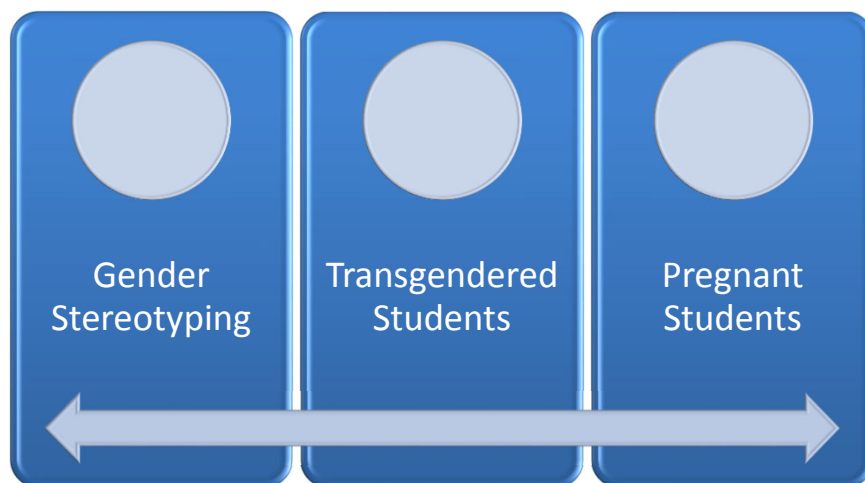 Gender
Stereotyping
Transgendered
Students
Pregnant
Students